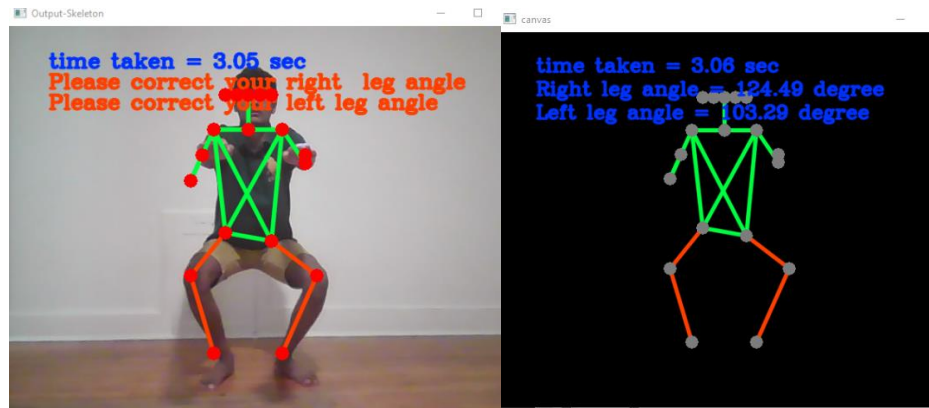 Output-Skeleton
time taken = 3.05 sec
Please correct your right leg angle
Please correct your left leg angle
canvas
time taken = 3.06 sec
Right leg angle = 124.49 degree
Left leg angle = 103.29 degree